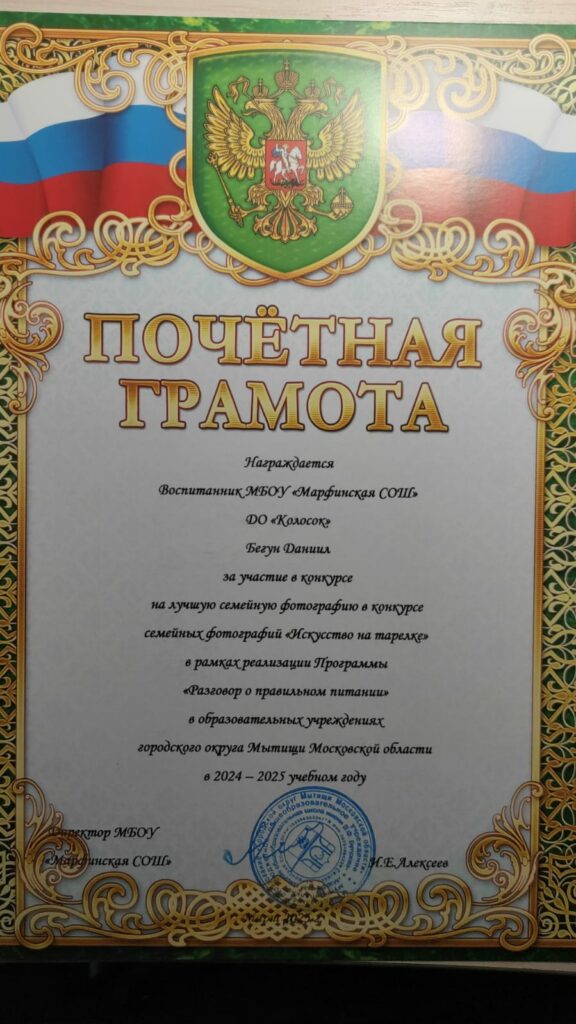 ПОЧЁТНАЯ
ГРАМОТА
Награждается
Воспитанник МБОУ «Марфинская СОШ»
ДО «Колосок»
Бегун Даниил
за участие в конкурсе
на лучшую семейную фотографию в конкурсе
семейных фотографий «Искусство на тарелке»
в рамках реализации Программы
«Разговор о правильном питании»
в образовательных учреждениях
городского округа Мытищи Московской области
в 2024 – 2025 учебном году
Директор МБОУ
«Марфинская СОШ»
И.Е.Алексеев